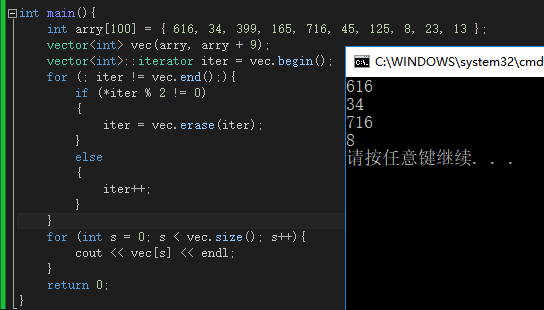 int main(){
int arry[100] = { 616, 34, 399, 165, 716, 45, 125, 8, 23, 13 };
vector<int> vec(arry, arry + 9);
vector<int>::iterator iter = vec.begin();
for (; iter != vec.end();){
if (*iter % 2 != 0)
{
iter = vec.erase(iter);
}
else
{
iter++;
}
}
for (int s = 0; s < vec.size(); s++){
cout << vec[s] << endl;
}
return 0;
}
C:\WINDOWS\system32\cmd
616
34
716
8
请按任意键继续. . .